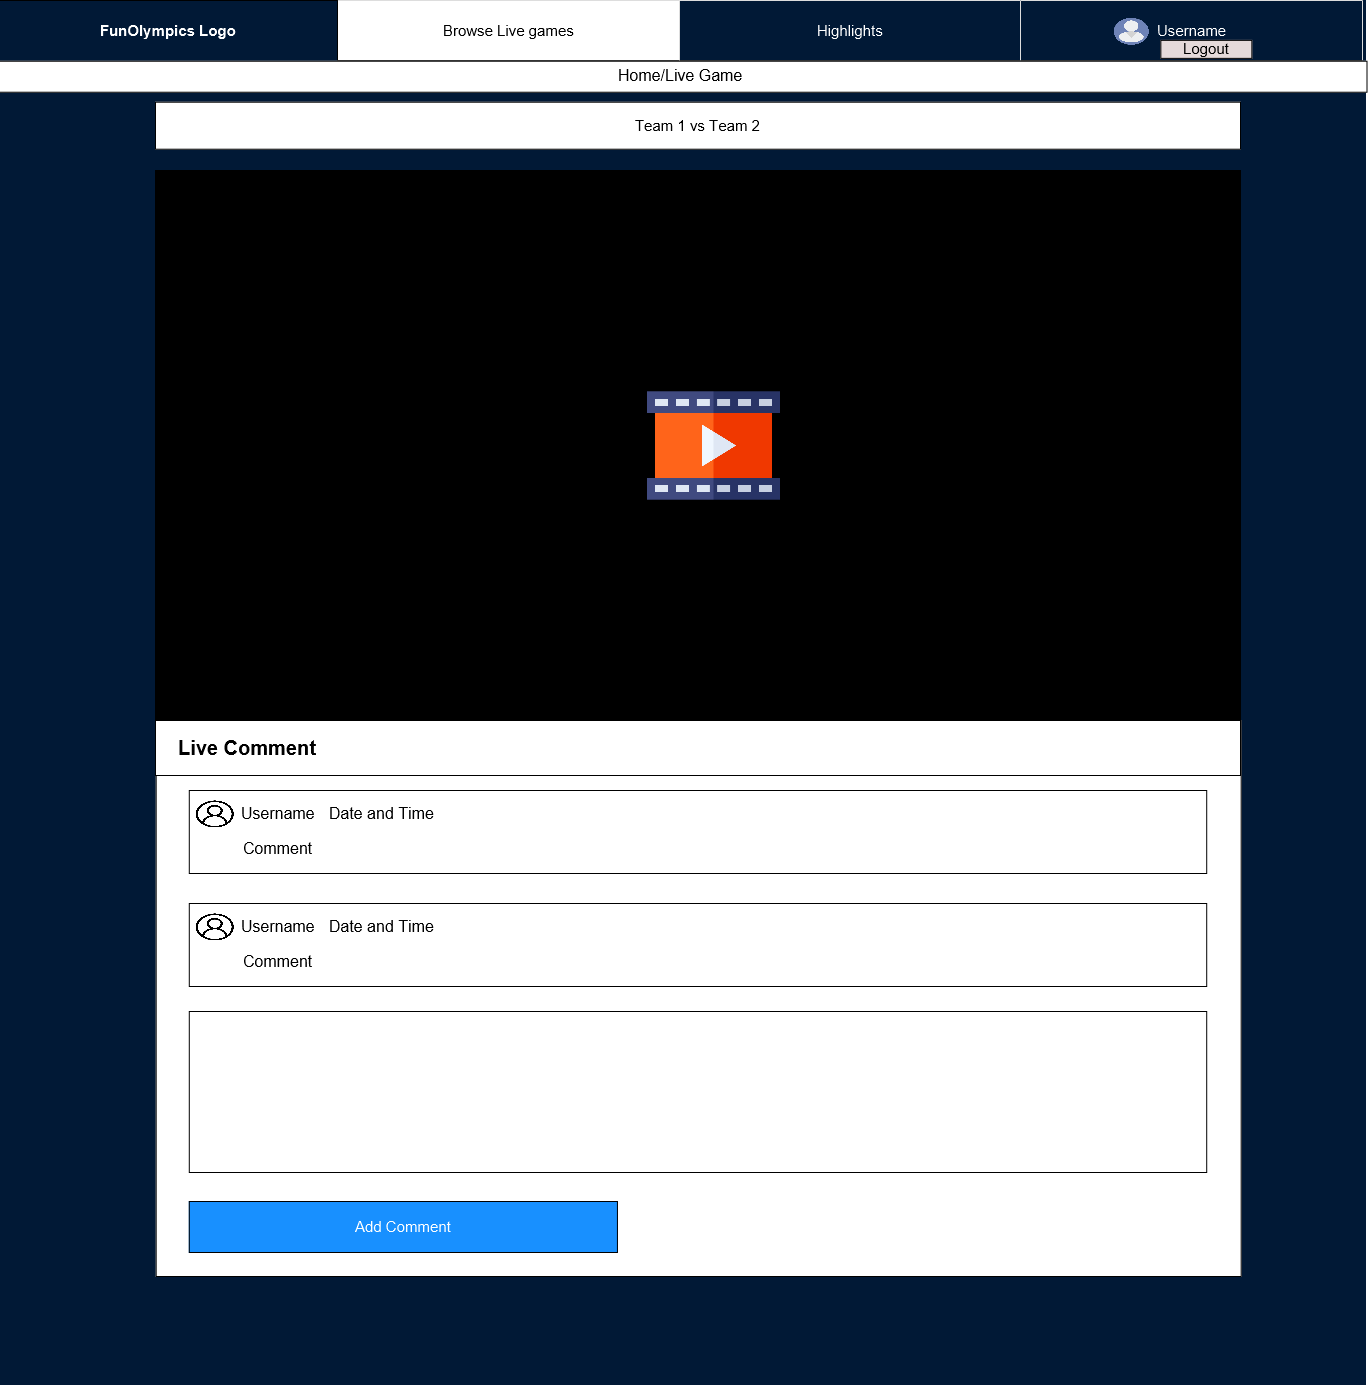 FunOlympics Logo
Browse Live games
Highlights
Username
Logout
Home/Live Game
Team 1 vs Team 2
Live Comment
Username Date and Time
Comment
Username Date and Time
Comment
Add Comment